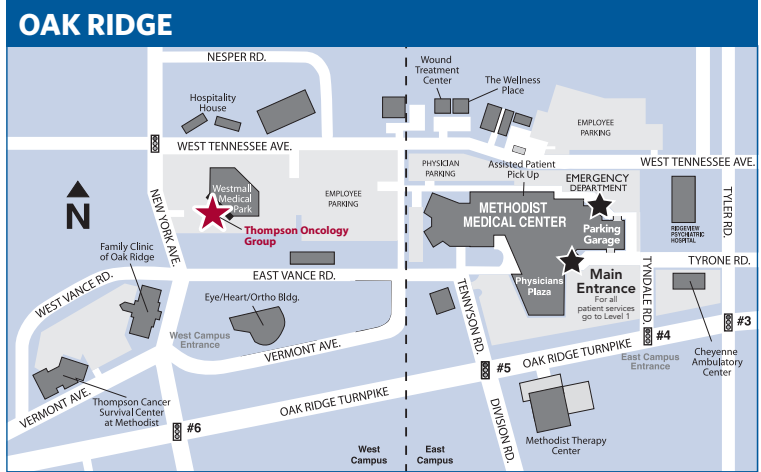 OAK RIDGE
NESPER RD.
Wound
Treatment
Center
The Wellness
Place
Hospitality
House
EMPLOYEE
PARKING
WEST TENNESSEE AVE.
PHYSICIAN
PARKING
Assisted Patient
Pick Up
WEST TENNESSEE AVE.
EMERGENCY
DEPARTMENT
Westmall
Medical
Park
EMPLOYEE
PARKING
N
NEW YORK AVE.
METHODIST
MEDICAL CENTER
Parking
Garage
TYLER RD.
RIDGEVIEW
PSYCHIATRIC
HOSPITAL
Thompson Oncology
Group
Family Clinic
of Oak Ridge
TYRONE RD.
WEST VANCE RD.
EAST VANCE RD.
Main
Entrance
For all
patient services
go to Level 1
Physicians
Plaza
TYNDALE RD.
TENNYSON RD.
Eye/Heart/Ortho Bldg.
#3
West Campus
Entrance
VERMONT AVE.
#4
OAK RIDGE TURNPIKE
East Campus
Entrance
Cheyenne
Ambulatory
Center
#5
VERMONT AVE.
Thompson Cancer
Survival Center
at Methodist
OAK RIDGE TURNPIKE
#6
DIVISION RD.
Methodist Therapy
Center
West
Campus
East
Campus